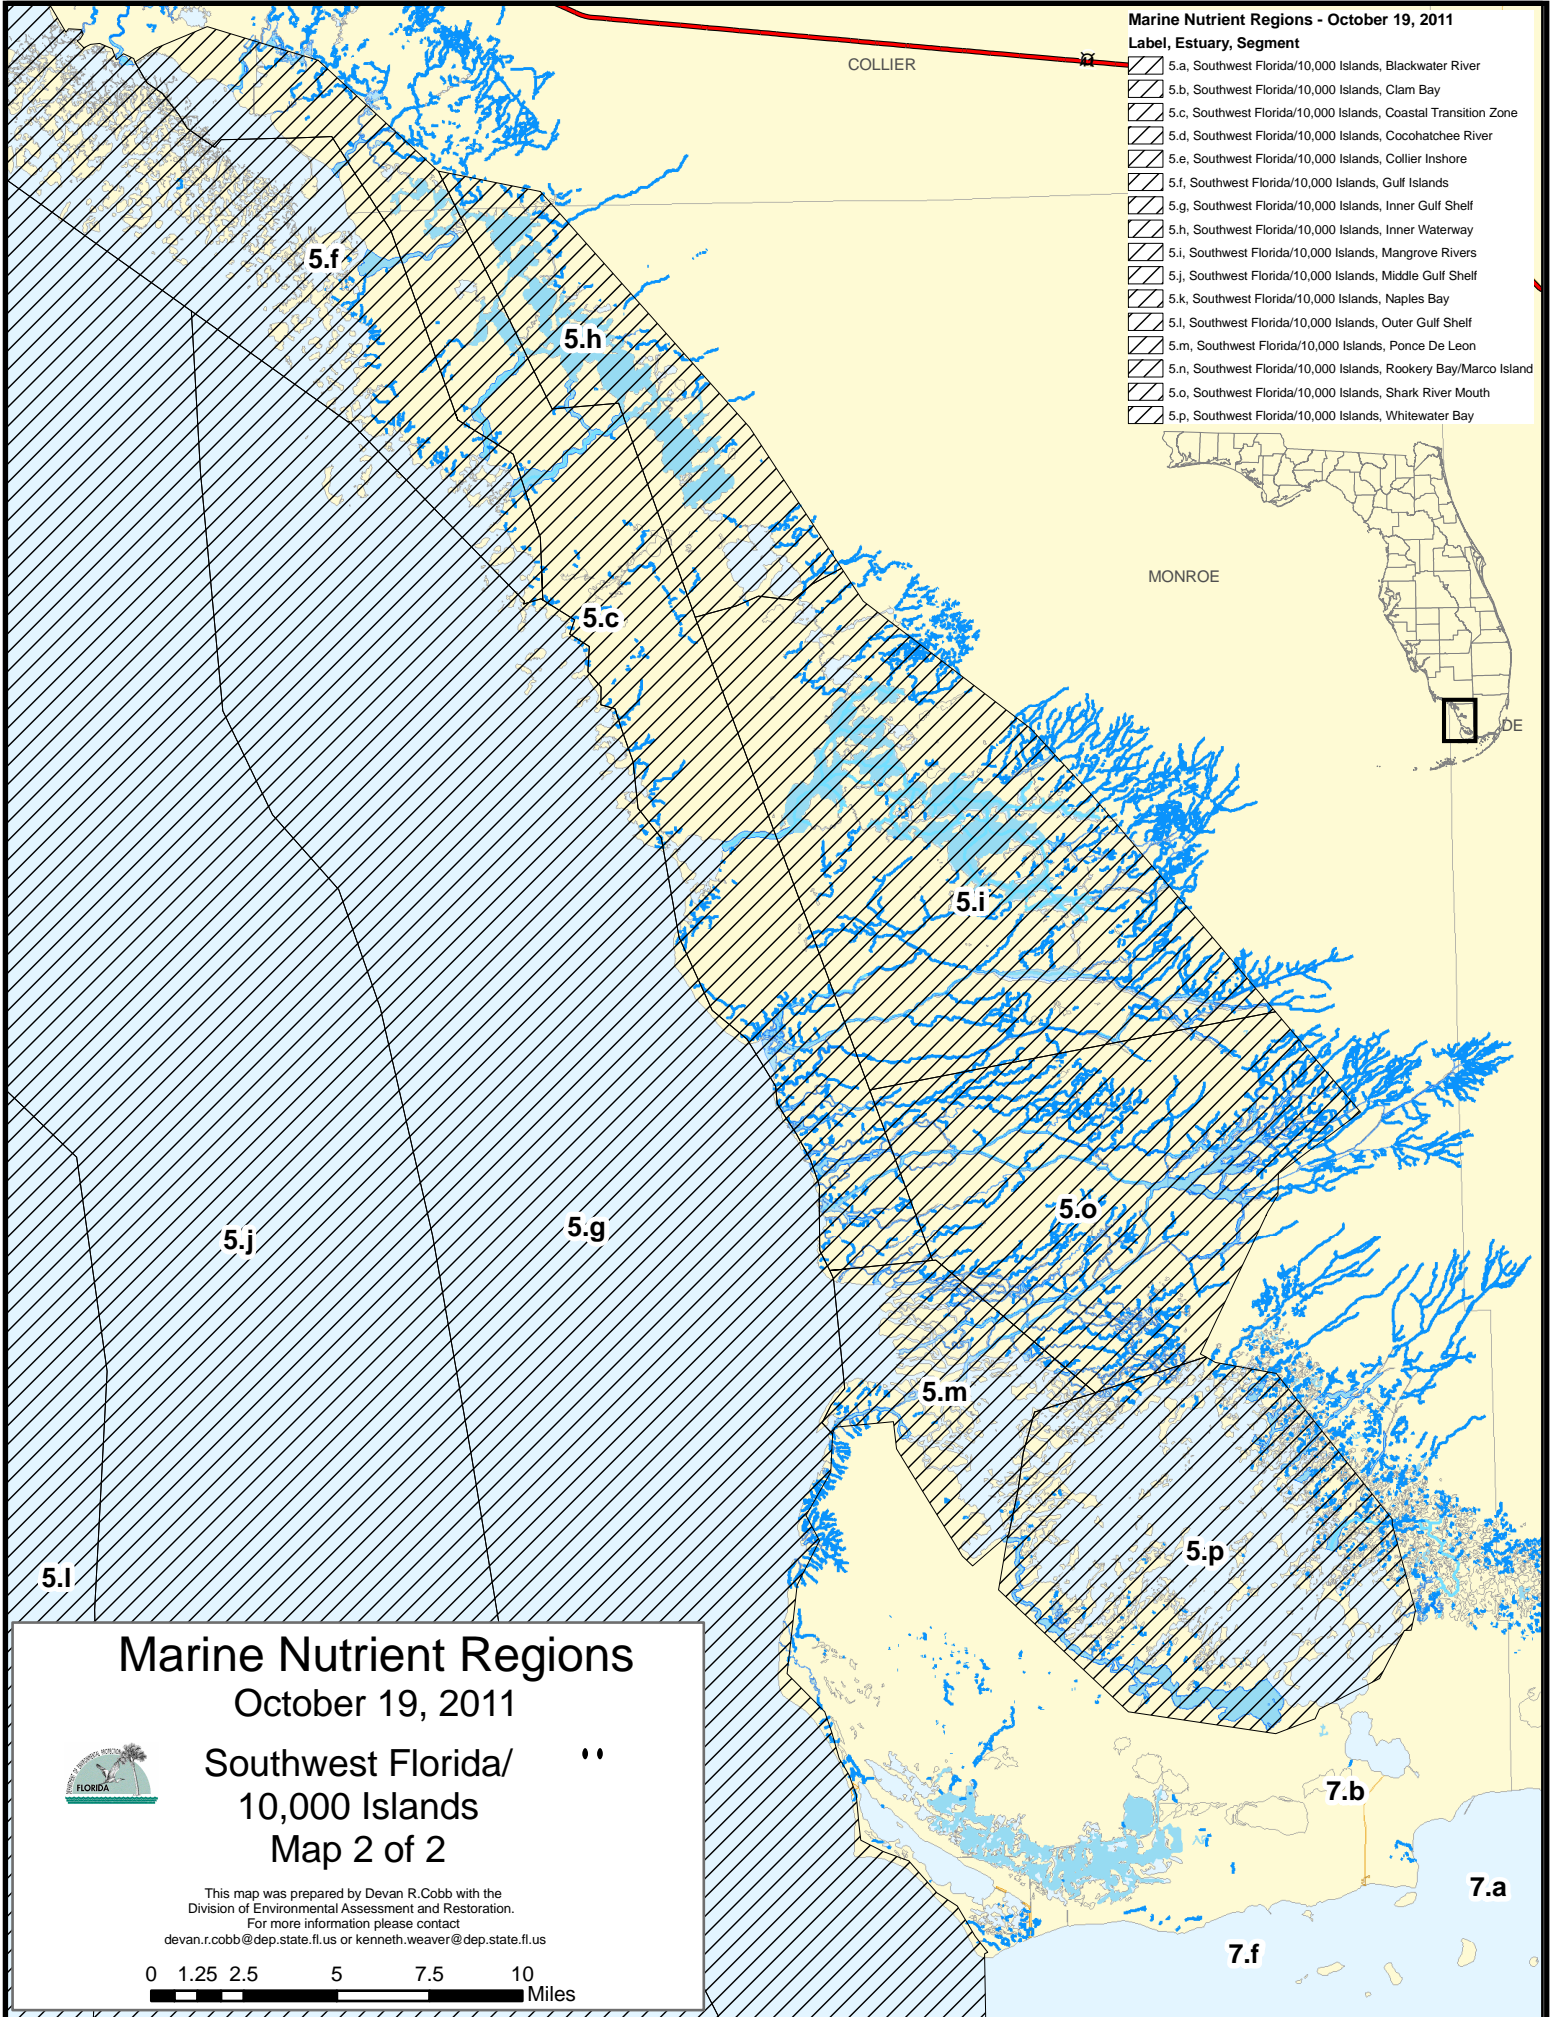 Marine Nutrient Regions - October 19, 2011
Label, Estuary, Segment
5.a, Southwest Florida/10,000 Islands, Blackwater River
5.b, Southwest Florida/10,000 Islands, Clam Bay
5.c, Southwest Florida/10,000 Islands, Coastal Transition Zone
5.d, Southwest Florida/10,000 Islands, Cocohatchee River
5.e, Southwest Florida/10,000 Islands, Collier Inshore
5.f, Southwest Florida/10,000 Islands, Gulf Islands
5.g, Southwest Florida/10,000 Islands, Inner Gulf Shelf
5.h, Southwest Florida/10,000 Islands, Inner Waterway
5.i, Southwest Florida/10,000 Islands, Mangrove Rivers
5.j, Southwest Florida/10,000 Islands, Middle Gulf Shelf
5.k, Southwest Florida/10,000 Islands, Naples Bay
5.l, Southwest Florida/10,000 Islands, Outer Gulf Shelf
5.m, Southwest Florida/10,000 Islands, Ponce De Leon
5.n, Southwest Florida/10,000 Islands, Rookery Bay/Marco Island
5.o, Southwest Florida/10,000 Islands, Shark River Mouth
5.p, Southwest Florida/10,000 Islands, Whitewater Bay
COLLIER
41
5.f
5.h
MONROE
5.c
DE
5.i
5.o
5.g
5.j
5.m
5.p
5.l
7.b
7.a
7.f
Marine Nutrient Regions
October 19, 2011
Southwest Florida/
10,000 Islands
Map 2 of 2
FLORIDA
This map was prepared by Devan R.Cobb with the
Division of Environmental Assessment and Restoration.
For more information please contact
devan.r.cobb@dep.state.fl.us or kenneth.weaver@dep.state.fl.us
0 1.25 2.5 5 7.5 10
Miles